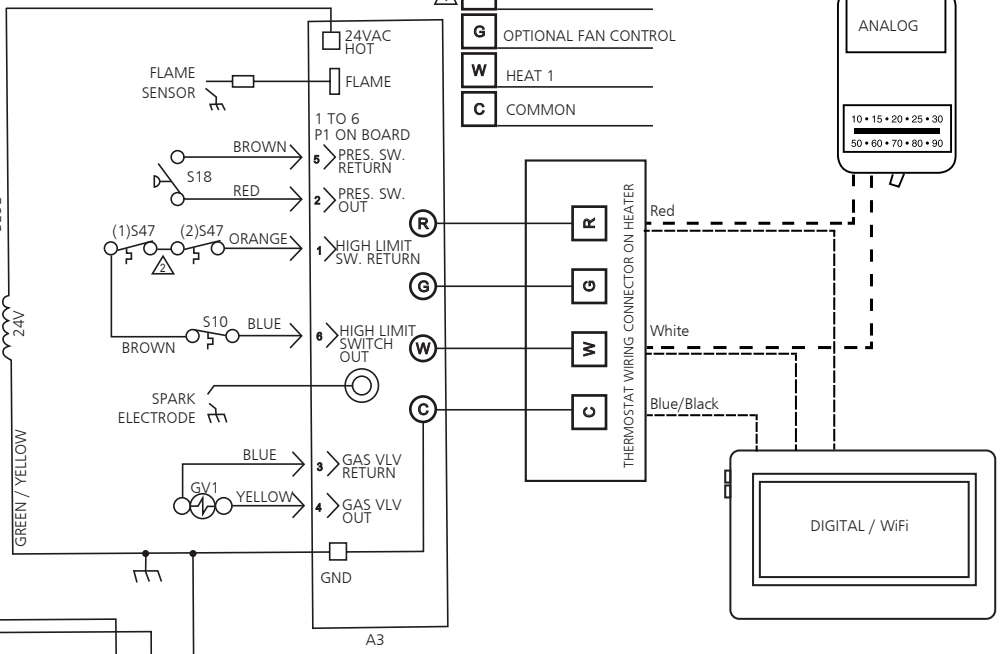 24VAC
HOT
FLAME
SENSOR
FLAME
1 TO 6
P1 ON BOARD
BROWN
5
PRES. SW.
RETURN
S18
RED
2
PRES. SW.
OUT
(1)S47
(2)S47
ORANGE
1
HIGH LIMIT
SW. RETURN
2
BROWN
S10
BLUE
6
HIGH LIMIT
SWITCH
OUT
24V
GREEN / YELLOW
SPARK
ELECTRODE
BLUE
3
GAS VLV
RETURN
GV1
YELLOW
4
GAS VLV
OUT
GND
A3
R
G
W
C
G
OPTIONAL FAN CONTROL
W
HEAT 1
C
COMMON
R
G
W
C
THERMOSTAT WIRING CONNECTOR ON HEATER
Red
White
Blue/Black
ANALOG
10 • 15 • 20 • 25 • 30
50 • 60 • 70 • 80 • 90
DIGITAL / WiFi